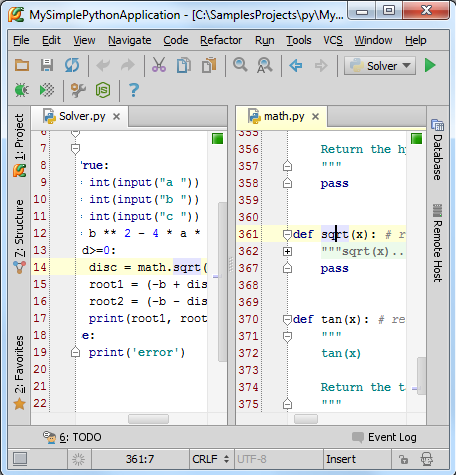 MySimplePythonApplication - [C:\SamplesProjects\py\My...
File Edit View Navigate Code Refactor Run Tools VCS Window Help
Solver
1: Project
7: Structure
2: Favorites
Solver.py
6
7
8 rue:
9 int(input("a "))
10 int(input("b "))
11 int(input("c "))
12 b ** 2 - 4 * a *
13 d>=0:
14 disc = math.sqrt(
15 root1 = (-b + dis
16 root2 = (-b - dis
17 print(root1, root
18 e:
19 print('error')
20
21
22
math.py
355
356 Return the hy
357 """
358 pass
359
360
361 def sqrt(x): # r
362 """sqrt(x)..
367 pass
368
369
370 def tan(x): # re
371 """
372 tan(x)
373
374 Return the t
375 """
Database
Remote Host
6: TODO
Event Log
361:7 CRLF UTF-8 Insert